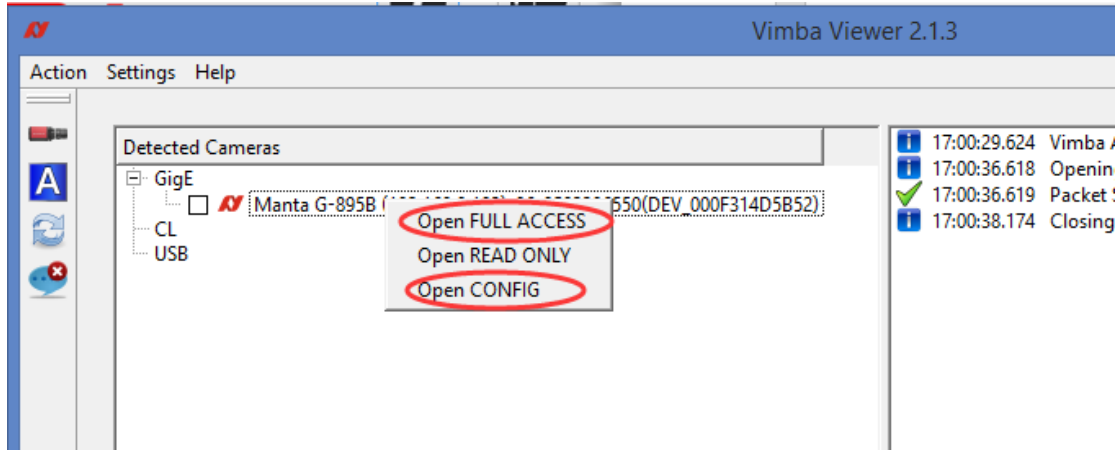 Vimba Viewer 2.1.3
Action Settings Help
Detected Cameras
GigE
Manta G-895B 550(DEV_000F314D5B52)
CL
USB
Open FULL ACCESS
Open READ ONLY
Open CONFIG
17:00:29.624 Vimba
17:00:36.618
17:00:36.619 Packet
17:00:38.174 Closing
A